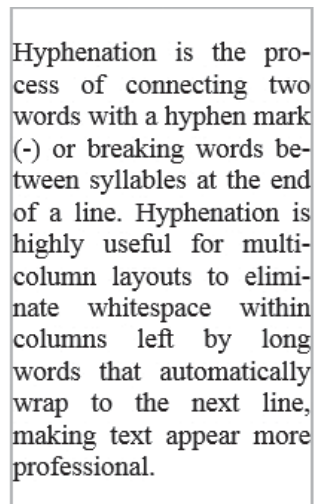 Hyphenation is the pro-
cess of connecting two
words with a hyphen mark
(-) or breaking words be-
tween syllables at the end
of a line. Hyphenation is
highly useful for multi-
column layouts to elimi-
nate whitespace within
columns left by long
words that automatically
wrap to the next line,
making text appear more
professional.